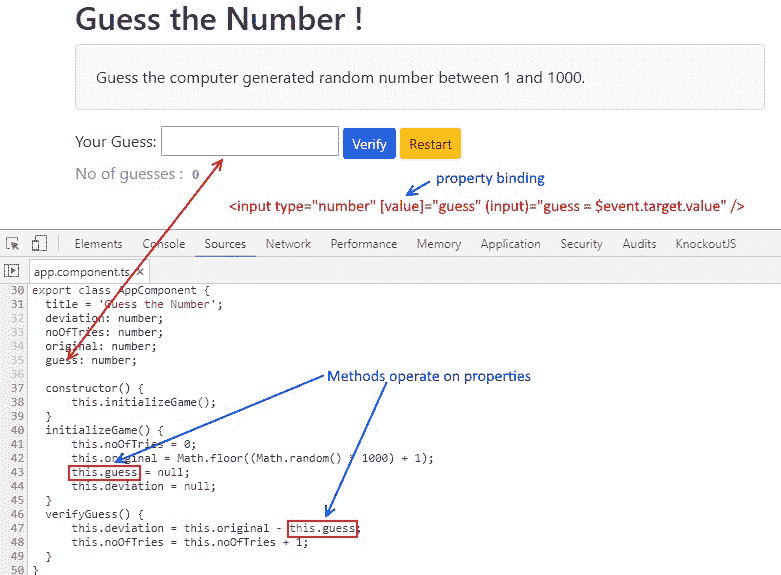 Guess the Number !
Guess the computer generated random number between 1 and 1000.
Your Guess:
Verify
Restart
No of guesses : 0
property binding
<input type="number" [value]="guess" (input)="guess = $event.target.value" />
Elements Console Sources Network Performance Memory Application Security Audits KnockoutJS
app.component.ts ×
30 export class AppComponent {
31 title = 'Guess the Number';
32 deviation: number;
33 noOfTries: number;
34 original: number;
35 guess: number;
36
37 constructor() {
Methods operate on properties
38 this.initializeGame();
39 }
40 initializeGame() {
41 this.noOfTries = 0;
42 this.original = Math.floor((Math.random() * 1000) + 1);
43 this.guess = null;
44 this.deviation = null;
45 }
46 verifyGuess() {
47 this.deviation = this.original - this.guess;
48 this.noOfTries = this.noOfTries + 1;
49 }
50 }